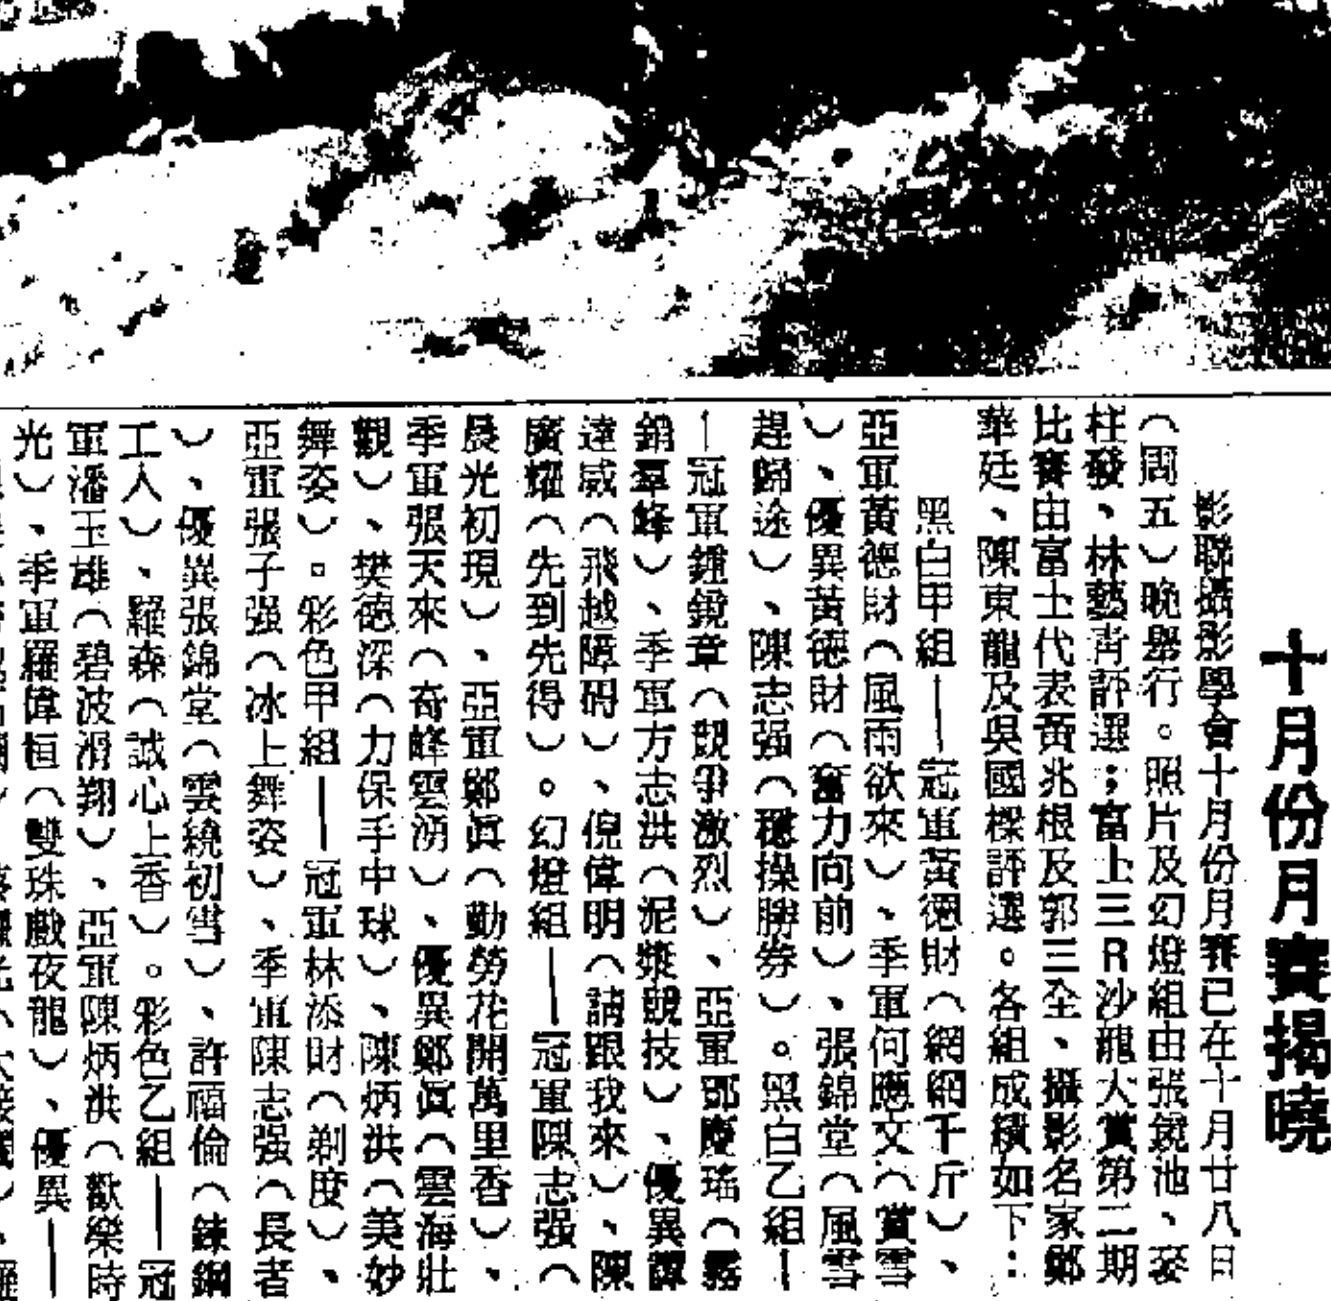 十月份月賽揭曉
影聯攝影學會十月份月賽已在十月廿八日
（周五）晚舉行。照片及幻燈組由張鏡池、麥
柱發、林藝青評選；富士三R沙龍大賞第二期
比賽由富士代表黃兆根及郭三全、攝影名家鄭
華廷、陳東龍及吳國樑評選。各組成績如下：
黑白甲組—冠軍黃德財（網網千斤）、
亞軍黃德財（風雨欲來）、季軍何應文（賞雪
）、優異黃德財（奮力向前）、張錦堂（風雪
趕歸途）、陳志强（穩操勝券）。黑白乙組—
—冠軍鍾鏡章（競爭激烈）、亞軍鄧慶瑤（霧
銷羣峰）、季軍方志洪（泥漿競技）、優異譚
達威（飛越障碍）、倪偉明（請跟我來）、陳
廣耀（先到先得）。幻燈組—冠軍陳志强（
晨光初現）、亞軍鄭眞（勤勞花開萬里香）、
季軍張天來（奇峰雲湧）、優異鄭眞（雲海壯
觀）、樊德深（力保手中球）、陳炳洪（美妙
舞姿）。彩色甲組—冠軍林添財（剃度）、
亞軍張子强（冰上舞姿）、季軍陳志强（長者
）、優異張錦堂（雲繞初雪）、許福倫（鍊鋼
工人）、羅森（誠心上香）。彩色乙組—冠
軍潘玉雄（碧波滑翔）、亞軍陳炳洪（歡樂時
光）、季軍羅偉恒（雙珠戲夜龍）、優異—